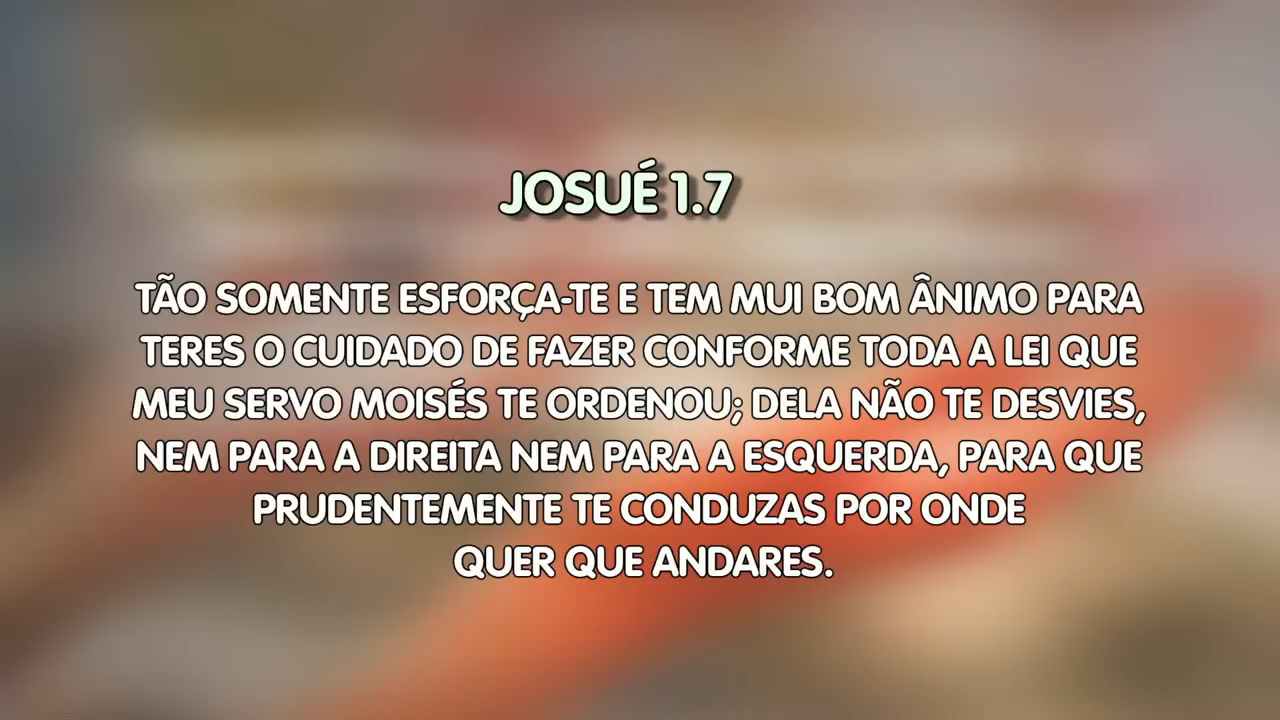 JOSUÉ 1.7
TÃO SOMENTE ESFORÇA-TE E TEM MUI BOM ÂNIMO PARA
TERES O CUIDADO DE FAZER CONFORME TODA A LEI QUE
MEU SERVO MOISÉS TE ORDENOU; DELA NÃO TE DESVIES,
NEM PARA A DIREITA NEM PARA A ESQUERDA, PARA QUE
PRUDENTEMENTE TE CONDUZAS POR ONDE
QUER QUE ANDARES.